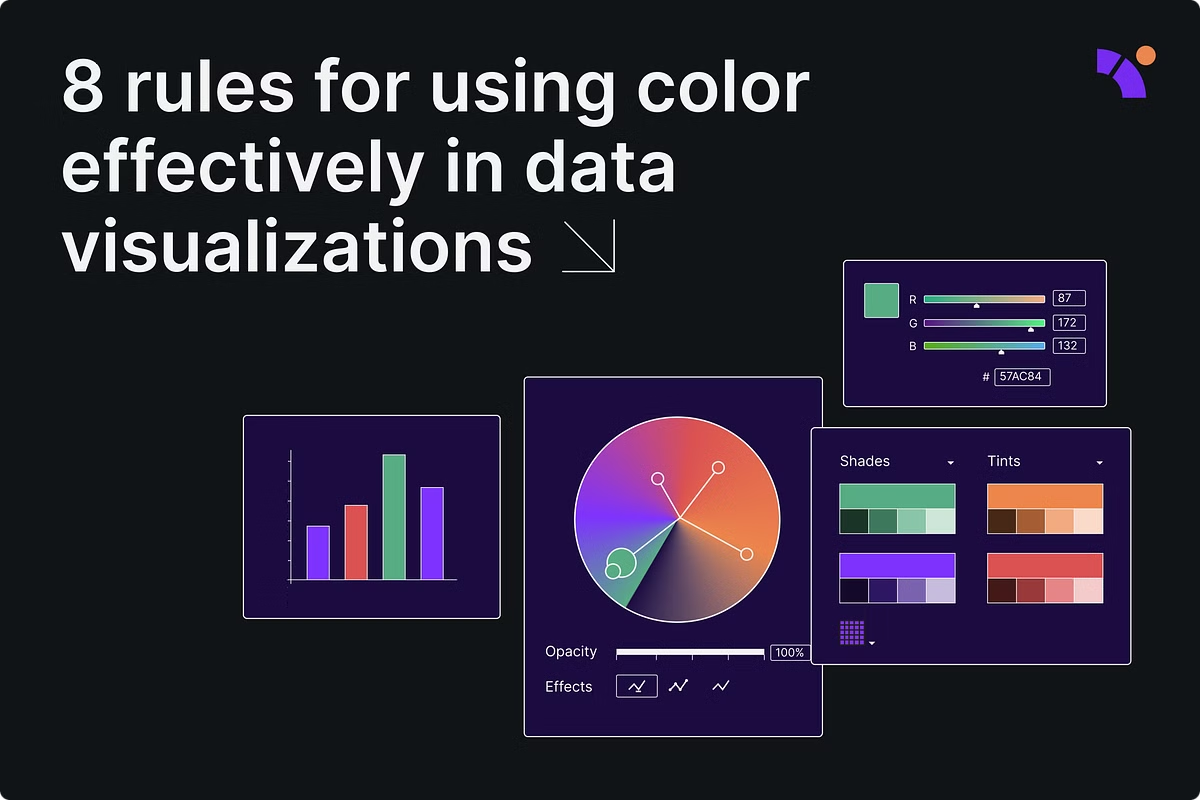 8 rules for using color
effectively in data
visualizations
R 87
G 172
B 132
# 57AC84
Shades Tints
Opacity 100%
Effects